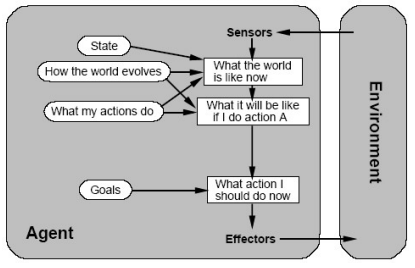 Sensors
State
How the world evolves
What the world
is like now
What my actions do
What it will be like
if I do action A
Goals
What action I
should do now
Agent
Effectors
Environment